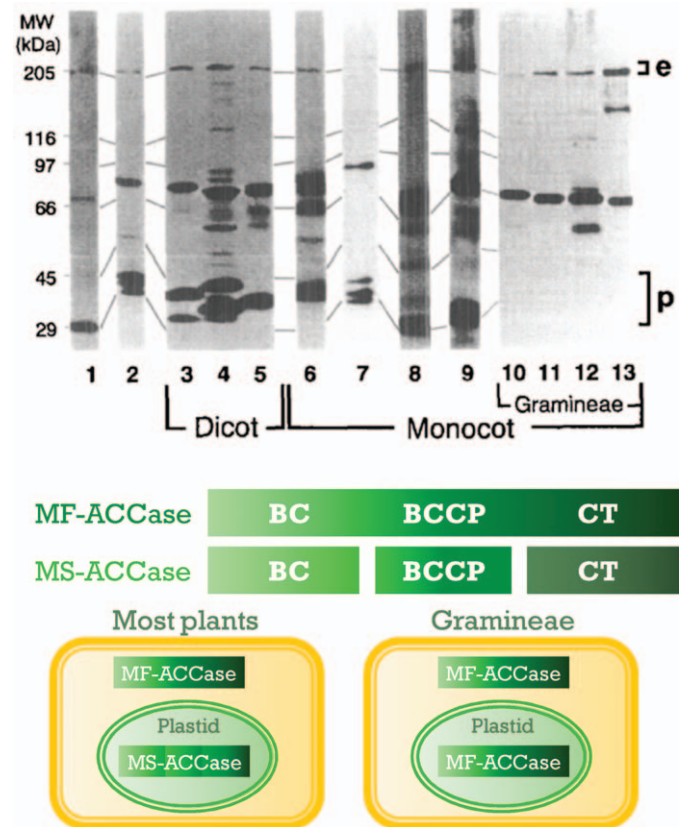 MW
(kDa)
205
116
97
66
45
29
e
p
1 2 3 4 5 6 7 8 9 10 11 12 13
Gramineae
Dicot Monocot
MF-ACCase BC BCCP CT
MS-ACCase BC BCCP CT
Most plants Gramineae
MF-ACCase MF-ACCase
Plastid Plastid
MS-ACCase MF-ACCase